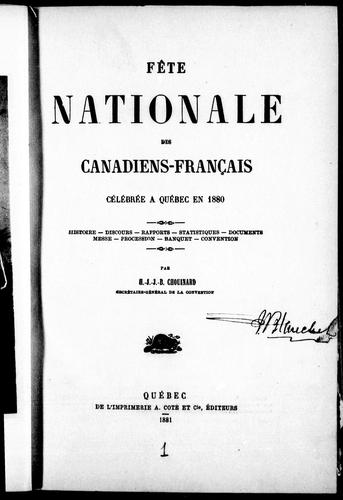 FÊTE
NATIONALE
DES
CANADIENS-FRANÇAIS
CÉLÉBRÉE A QUÉBEC EN 1880
HISTOIRE — DISCOURS — RAPPORTS — STATISTIQUES — DOCUMENTS
MESSE — PROCESSION — BANQUET — CONVENTION
PAR
H.-J.-J.-B. CHOUINARD
SECRÉTAIRE-GÉNÉRAL DE LA CONVENTION
QUÉBEC
DE L'IMPRIMERIE A. COTÉ ET Cie, ÉDITEURS
1881
1